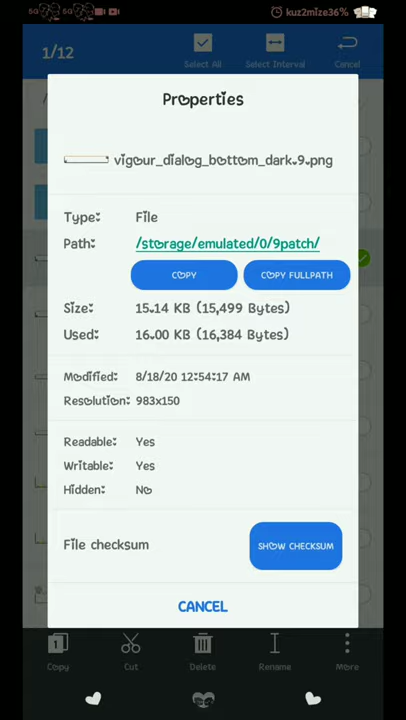 5G 5G kuz2mize36%
1/12
Select All Select Interval Cancel
Properties
vigour_dialog_bottom_dark.9.png
Type: File
Path: /storage/emulated/0/9patch/
COPY COPY FULLPATH
Size: 15.14 KB (15,499 Bytes)
Used: 16.00 KB (16,384 Bytes)
Modified: 8/18/20 12:54:17 AM
Resolution: 983x150
Readable: Yes
Writable: Yes
Hidden: No
File checksum SHOW CHECKSUM
CANCEL
1
Copy Cut Delete Rename More